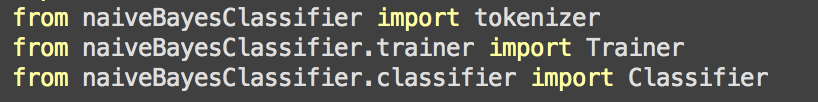 from naiveBayesClassifier import tokenizer
from naiveBayesClassifier.trainer import Trainer
from naiveBayesClassifier.classifier import Classifier